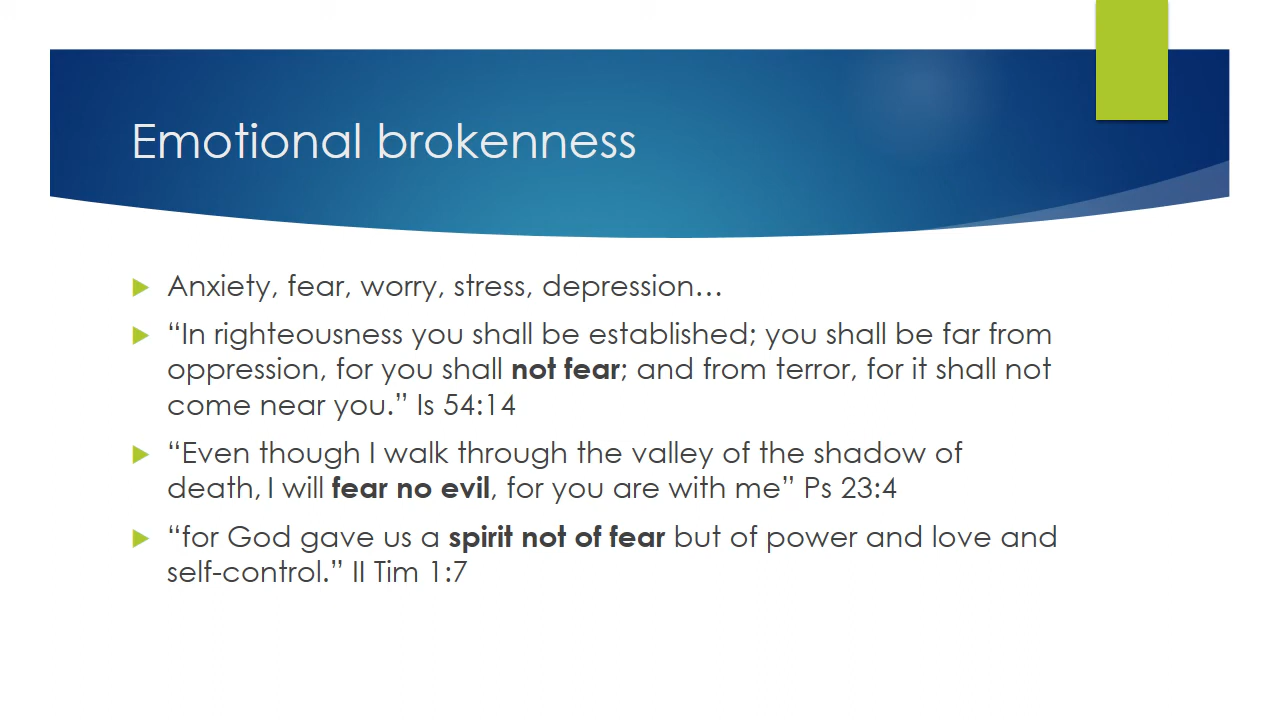 Emotional brokenness
Anxiety, fear, worry, stress, depression…
“In righteousness you shall be established; you shall be far from
oppression, for you shall not fear; and from terror, for it shall not
come near you.” Is 54:14
“Even though I walk through the valley of the shadow of
death, I will fear no evil, for you are with me” Ps 23:4
“for God gave us a spirit not of fear but of power and love and
self-control.” II Tim 1:7